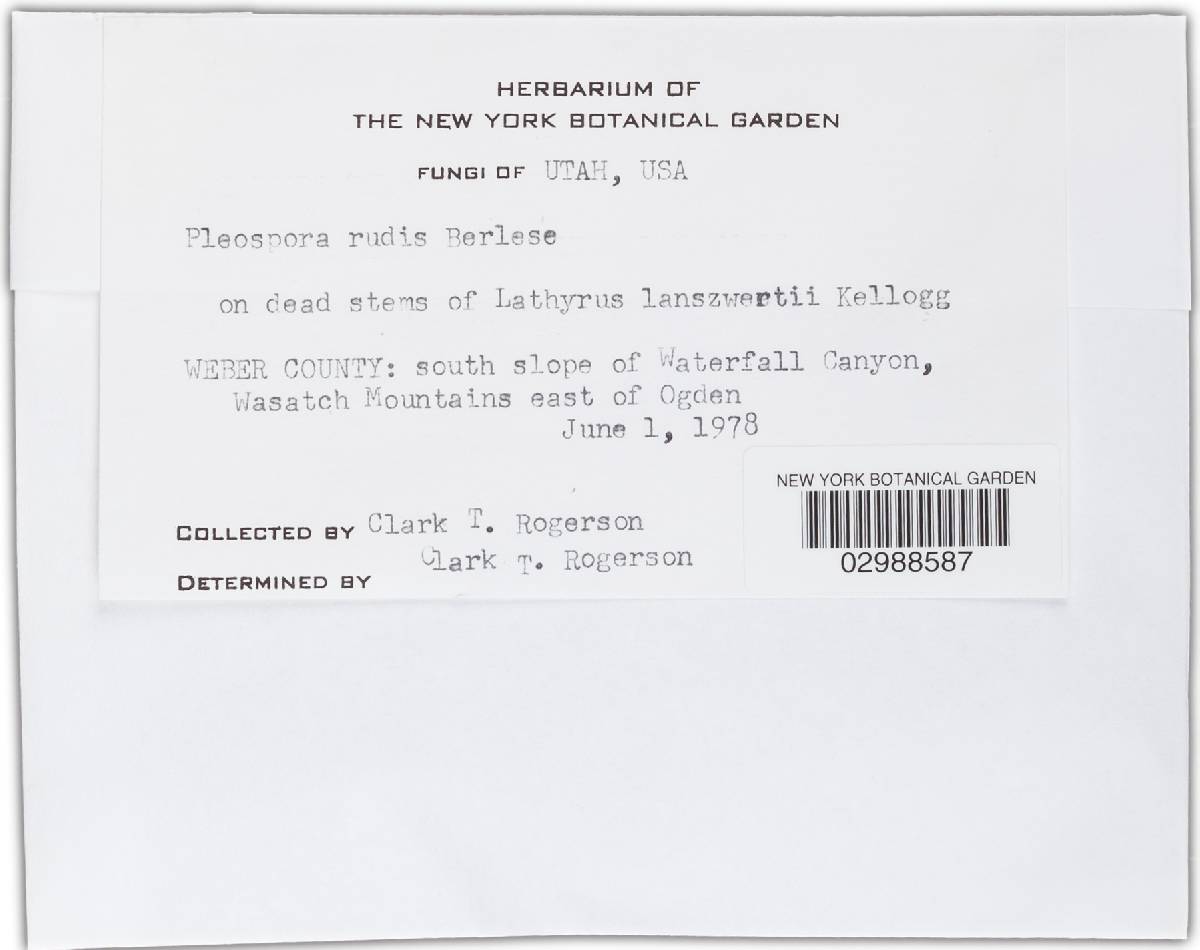 HERBARIUM OF
THE NEW YORK BOTANICAL GARDEN
FUNGI OF UTAH, USA
Pleospora rudis Berlese
on dead stems of Lathyrus lanszwertii Kellogg
WEBER COUNTY: south slope of Waterfall Canyon,
Wasatch Mountains east of Ogden
June 1, 1978
NEW YORK BOTANICAL GARDEN
02988587
COLLECTED BY Clark T. Rogerson
Clark T. Rogerson
DETERMINED BY